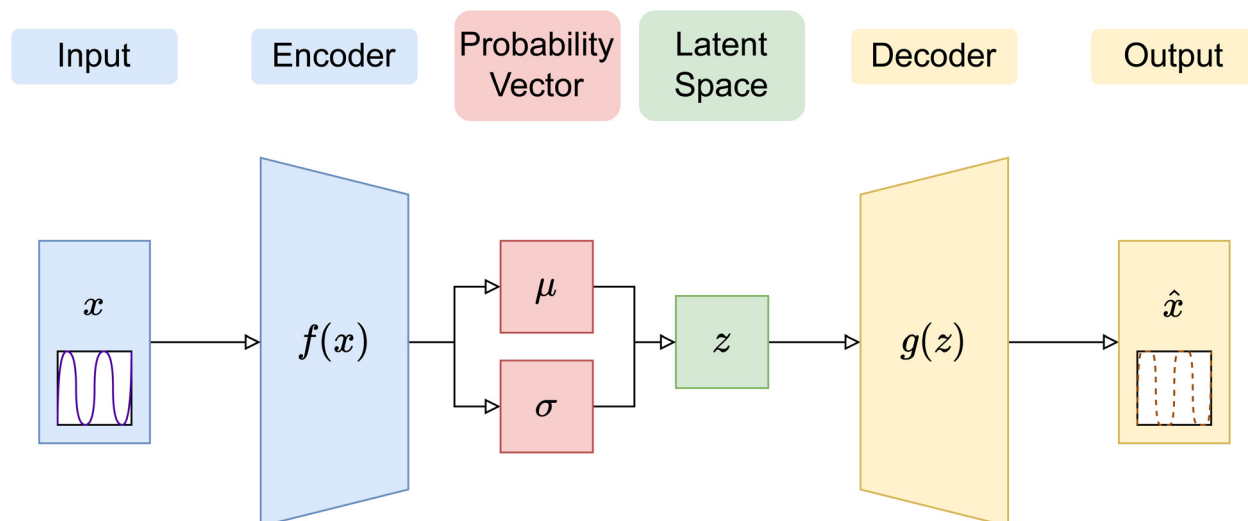 Input
Encoder
Probability
Vector
Latent
Space
Decoder
Output
x
f(x)
μ
σ
z
g(z)
x̂